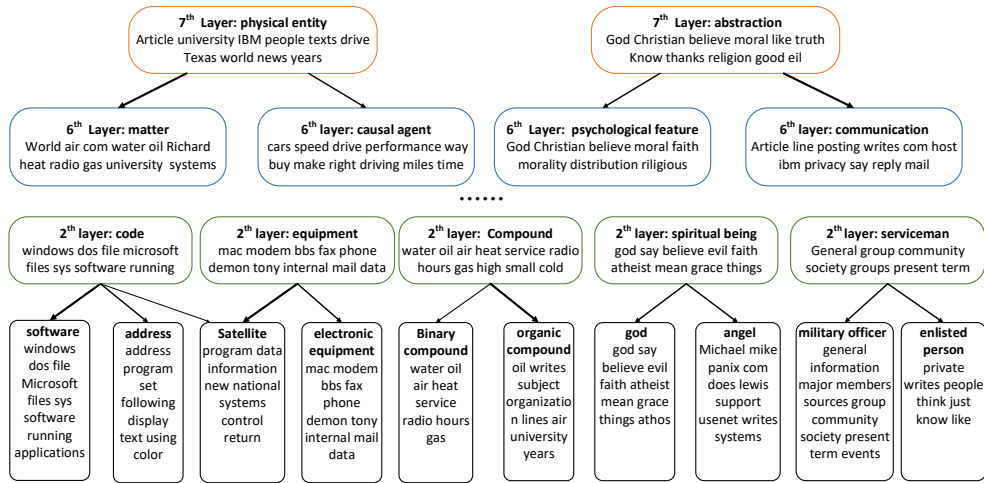 7th Layer: physical entity
Article university IBM people texts drive
Texas world news years
7th Layer: abstraction
God Christian believe moral like truth
Know thanks religion good eil
6th Layer: matter
World air com water oil Richard
heat radio gas university systems
6th layer: causal agent
cars speed drive performance way
buy make right driving miles time
6th Layer: psychological feature
God Christian believe moral faith
morality distribution riligious
6th layer: communication
Article line posting writes com host
ibm privacy say reply mail
......
2th layer: code
windows dos file microsoft
files sys software running
2th layer: equipment
mac modem bbs fax phone
demon tony internal mail data
2th layer: Compound
water oil air heat service radio
hours gas high small cold
2th layer: spiritual being
god say believe evil faith
atheist mean grace things
2th layer: serviceman
General group community
society groups present term
software
windows
dos file
Microsoft
files sys
software
running
applications
address
address
program
set
following
display
text using
color
Satellite
program data
information
new national
systems
control
return
electronic
equipment
mac modem
bbs fax
phone
demon tony
internal mail
data
Binary
compound
water oil
air heat
service
radio hours
gas
organic
compound
oil writes
subject
organizatio
n lines air
university
years
god
god say
believe evil
faith atheist
mean grace
things athos
angel
Michael mike
panix com
does lewis
support
usenet writes
systems
military officer
general
information
major members
sources group
community
society present
term events
enlisted
person
private
writes people
think just
know like